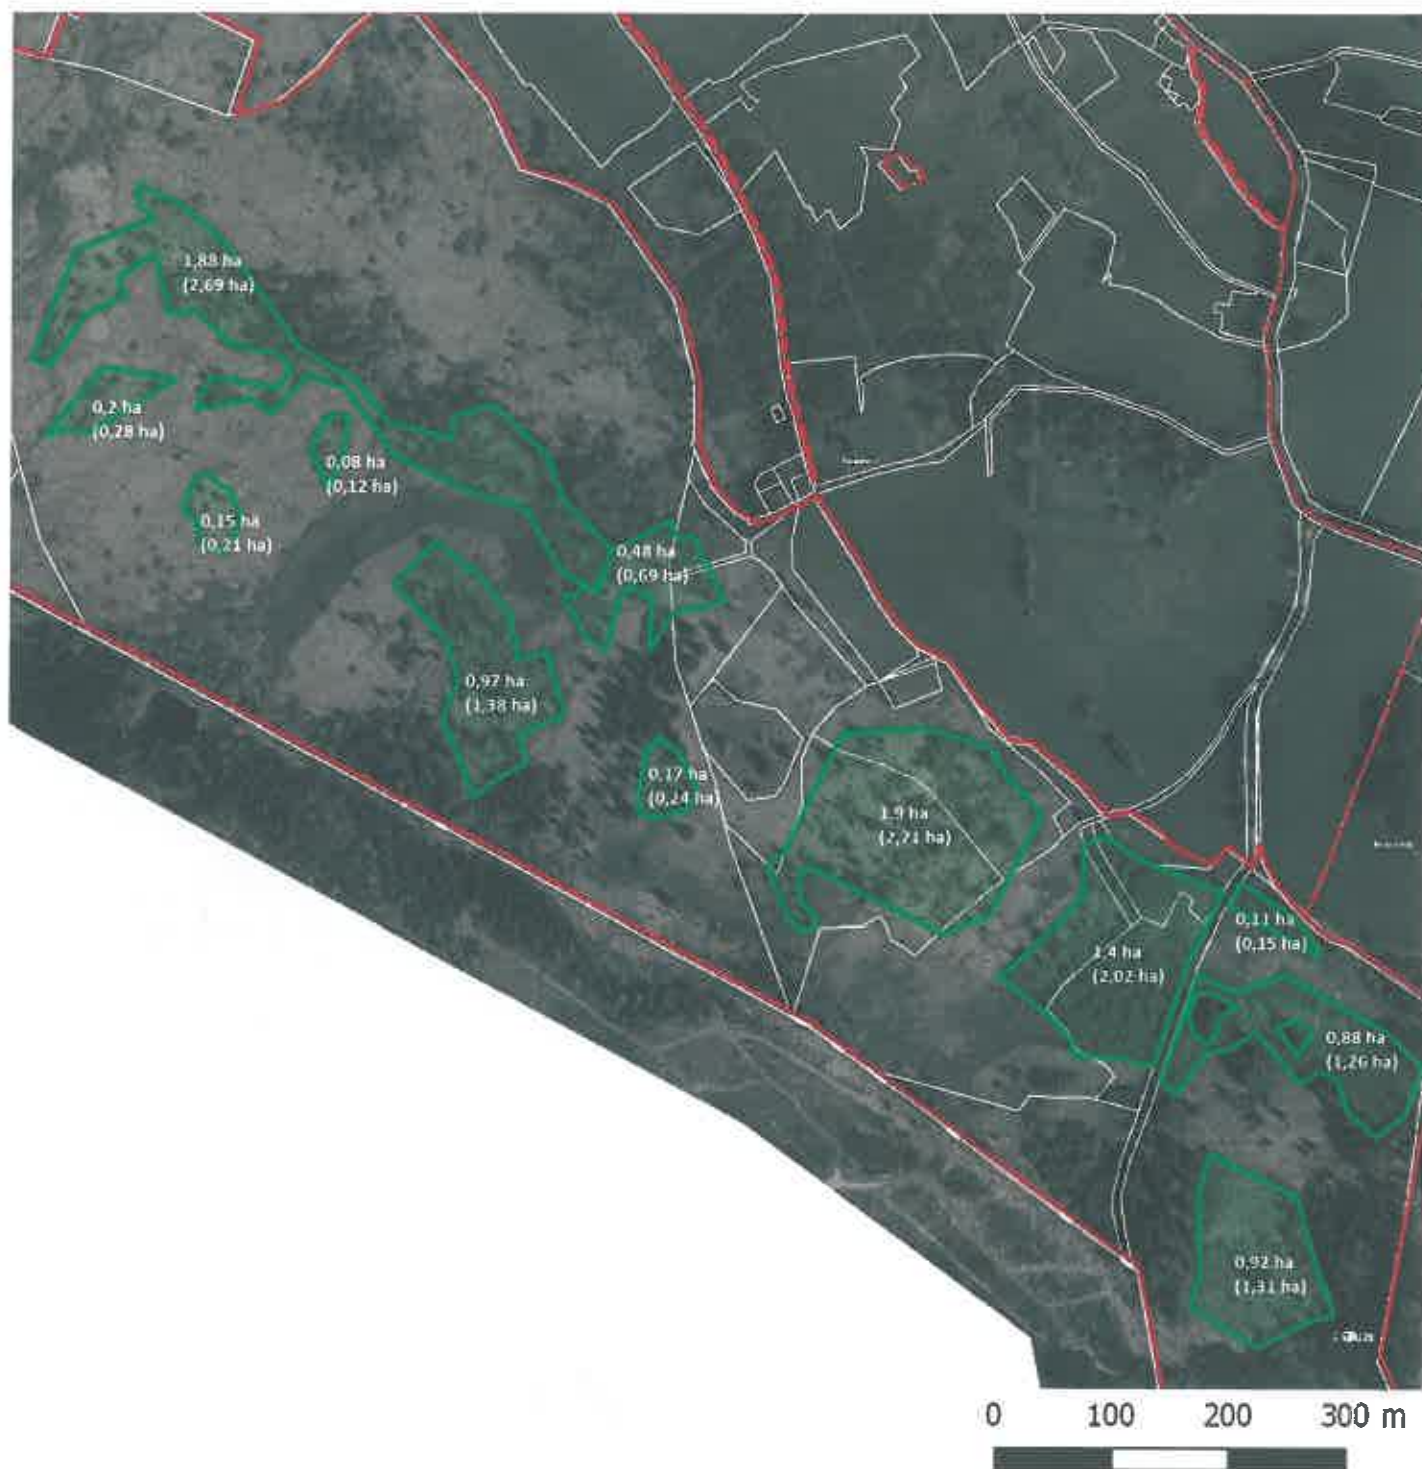 1,88 ha
(2,69 ha)
0,2 ha
(0,28 ha)
0,08 ha
(0,12 ha)
0,15 ha
(0,21 ha)
0,48 ha
(0,69 ha)
0,97 ha
(1,38 ha)
0,17 ha
(0,24 ha)
1,9 ha
(2,71 ha)
0,11 ha
(0,15 ha)
1,4 ha
(2,02 ha)
0,88 ha
(1,26 ha)
0,92 ha
(1,31 ha)
0 100 200 300 m